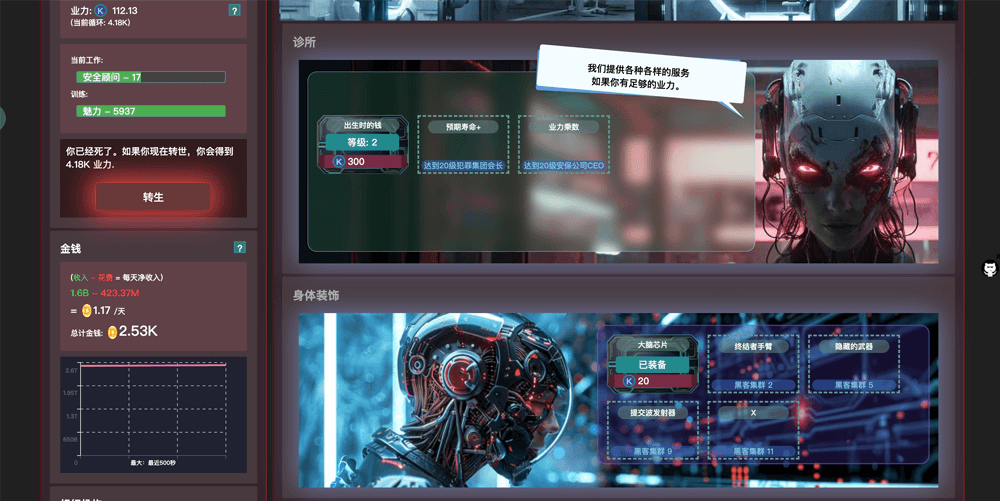 业力: K 112.13
?
(当前循环: 4.18K)
当前工作:
安全顾问 – 17
训练:
魅力 – 5937
你已经死了。如果你现在转世，你会得到
4.18K 业力.
转生
金钱
?
(收入 - 花费 = 每天净收入)
1.6B - 423.37M
= 1.17 /天
总计金钱: 2.53K
2.6T
1.95T
1.3T
650B
0
最大：最近500秒
诊所
我们提供各种各样的服务
如果你有足够的业力。
出生时的钱
等级: 2
K 300
预期寿命+
达到20级犯罪集团会长
业力乘数
达到20级安保公司CEO
身体装饰
大脑芯片
已装备
K 20
终结者手臂
黑客集群 2
隐藏的武器
黑客集群 5
提交波发射器
黑客集群 9
X
黑客集群 11